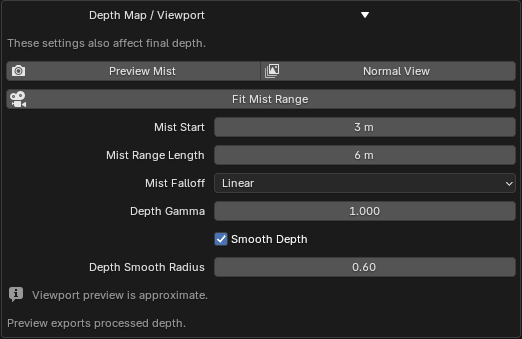 Depth Map / Viewport
These settings also affect final depth.
Preview Mist Normal View
Fit Mist Range
Mist Start 3 m
Mist Range Length 6 m
Mist Falloff Linear
Depth Gamma 1.000
Smooth Depth
Depth Smooth Radius 0.60
Viewport preview is approximate.
Preview exports processed depth.